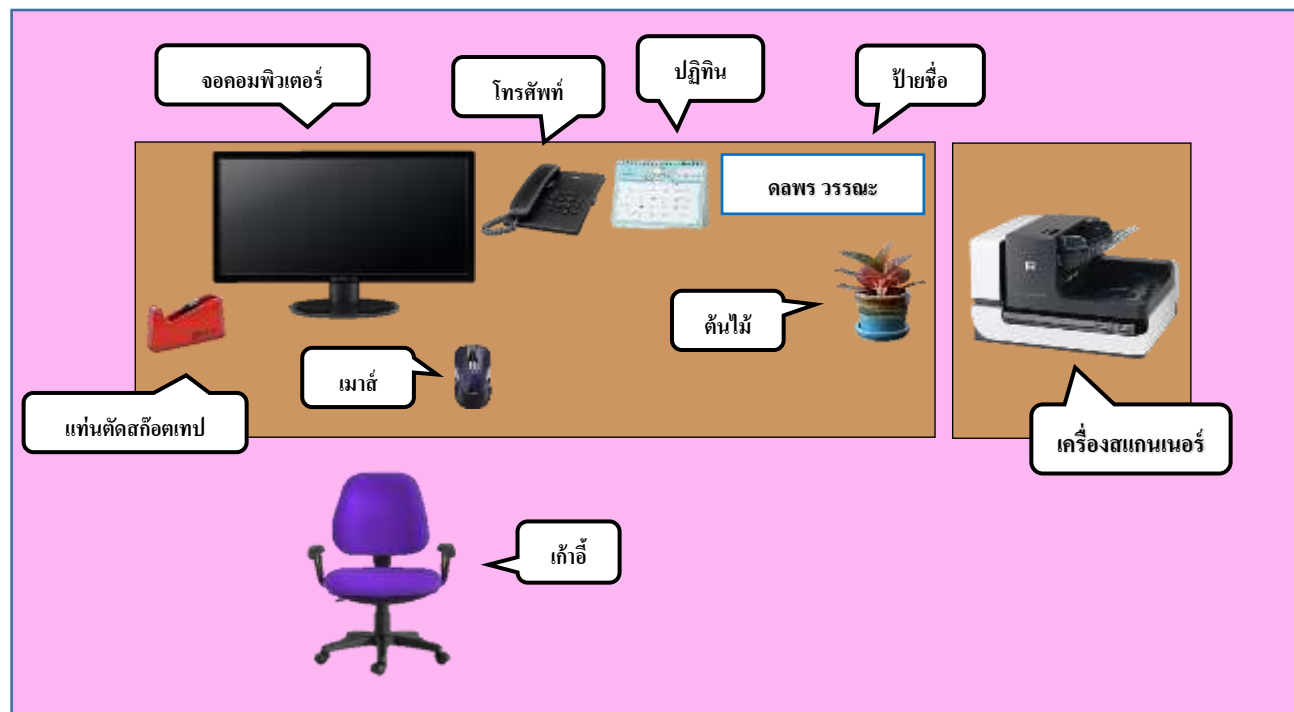 จอคอมพิวเตอร์
โทรศัพท์
ปฏิทิน
ป้ายชื่อ
ดลพร วรรณะ
ต้นไม้
เมาส์
แท่นตัดสก๊อตเทป
เครื่องสแกนเนอร์
เก้าอี้